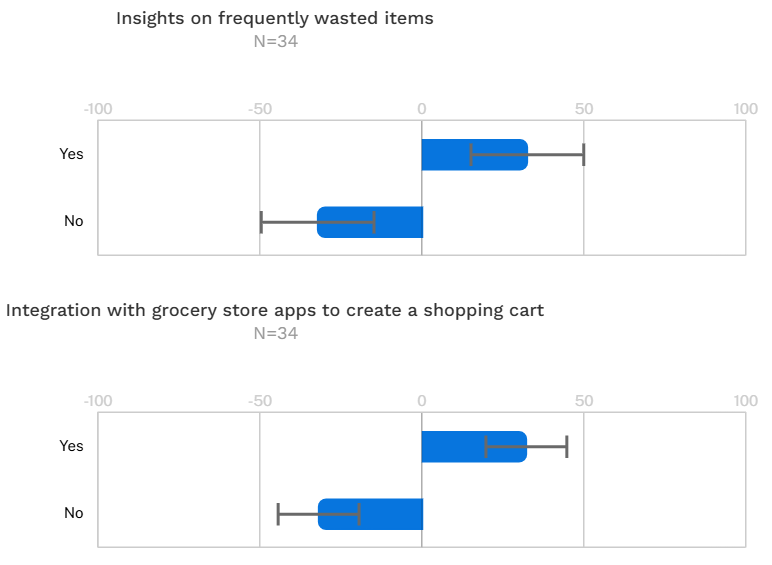 Insights on frequently wasted items
N=34
-100 -50 0 50 100
Yes
No
Integration with grocery store apps to create a shopping cart
N=34
-100 -50 0 50 100
Yes
No